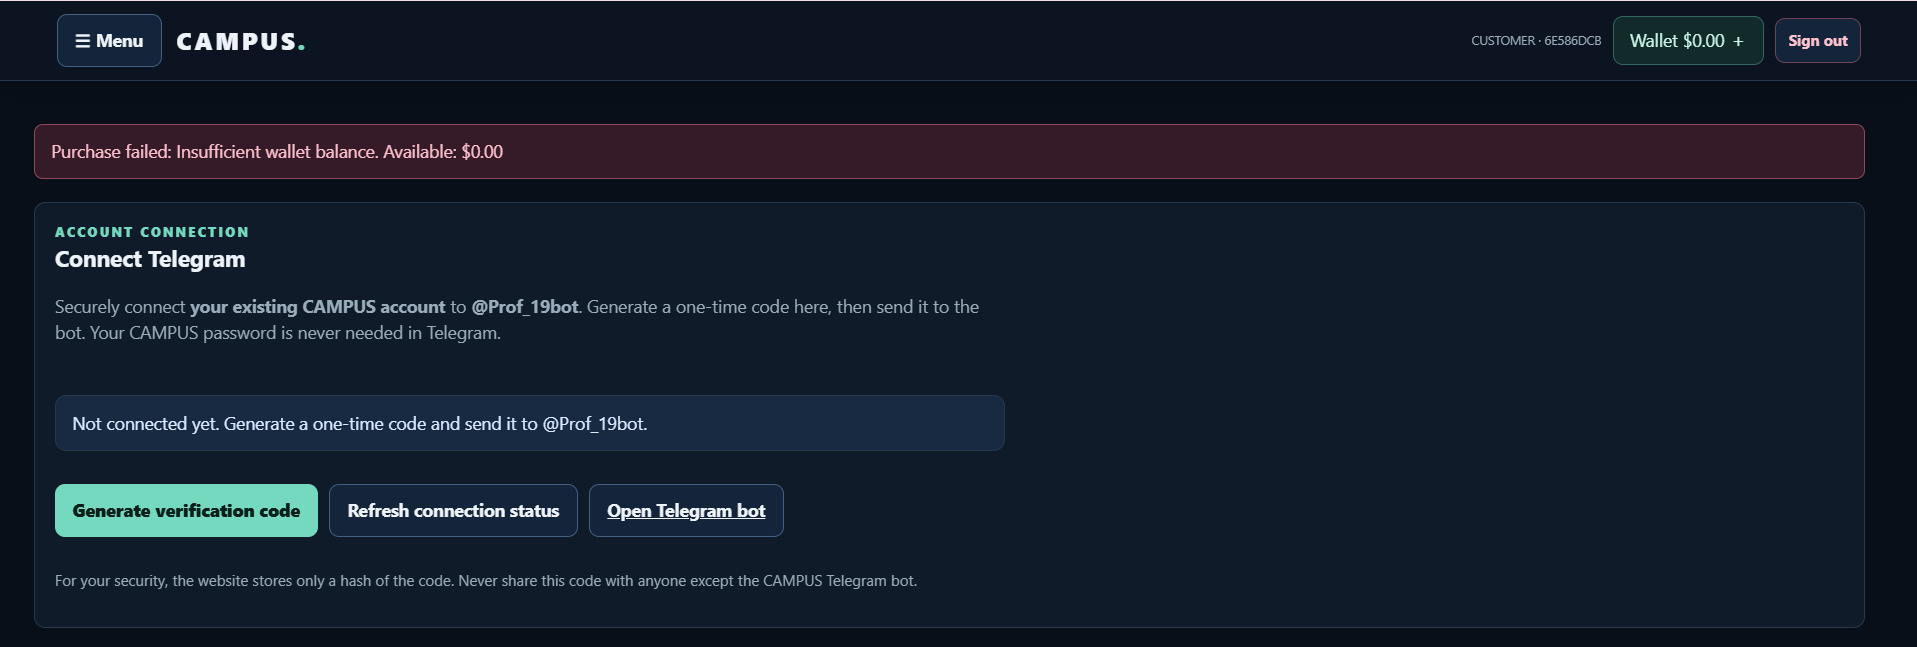 ☰ Menu
CAMPUS.
CUSTOMER · 6E586DCB
Wallet $0.00 +
Sign out
Purchase failed: Insufficient wallet balance. Available: $0.00
ACCOUNT CONNECTION
Connect Telegram
Securely connect your existing CAMPUS account to @Prof_19bot. Generate a one-time code here, then send it to the
bot. Your CAMPUS password is never needed in Telegram.
Not connected yet. Generate a one-time code and send it to @Prof_19bot.
Generate verification code
Refresh connection status
Open Telegram bot
For your security, the website stores only a hash of the code. Never share this code with anyone except the CAMPUS Telegram bot.